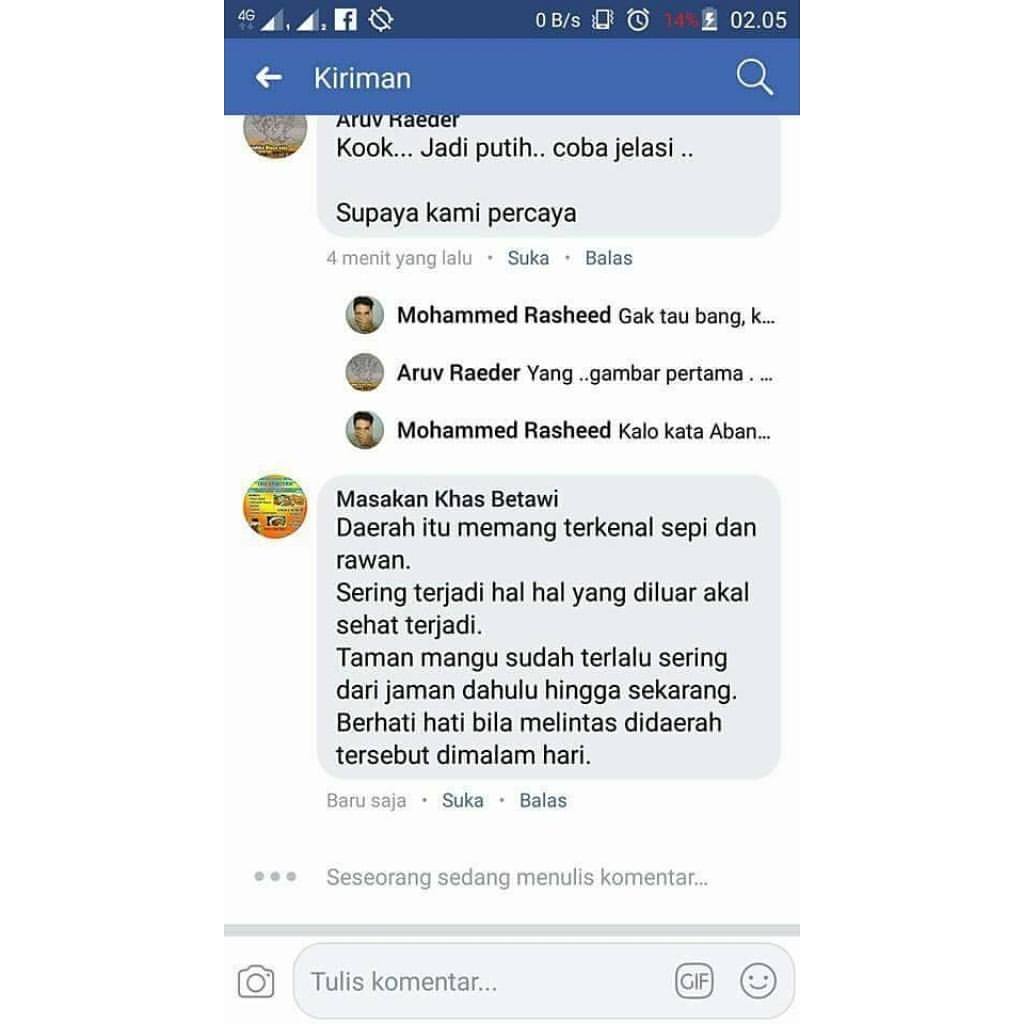 4G 1 2 0 B/s 14% 02.05
Kiriman
Aruv Raeder
Kook... Jadi putih.. coba jelasi ..
Supaya kami percaya
4 menit yang lalu • Suka • Balas
Mohammed Rasheed Gak tau bang, k...
Aruv Raeder Yang ..gambar pertama . ...
Mohammed Rasheed Kalo kata Aban...
Masakan Khas Betawi
Daerah itu memang terkenal sepi dan
rawan.
Sering terjadi hal hal yang diluar akal
sehat terjadi.
Taman mangu sudah terlalu sering
dari jaman dahulu hingga sekarang.
Berhati hati bila melintas didaerah
tersebut dimalam hari.
Baru saja • Suka • Balas
Seseorang sedang menulis komentar...
Tulis komentar... GIF